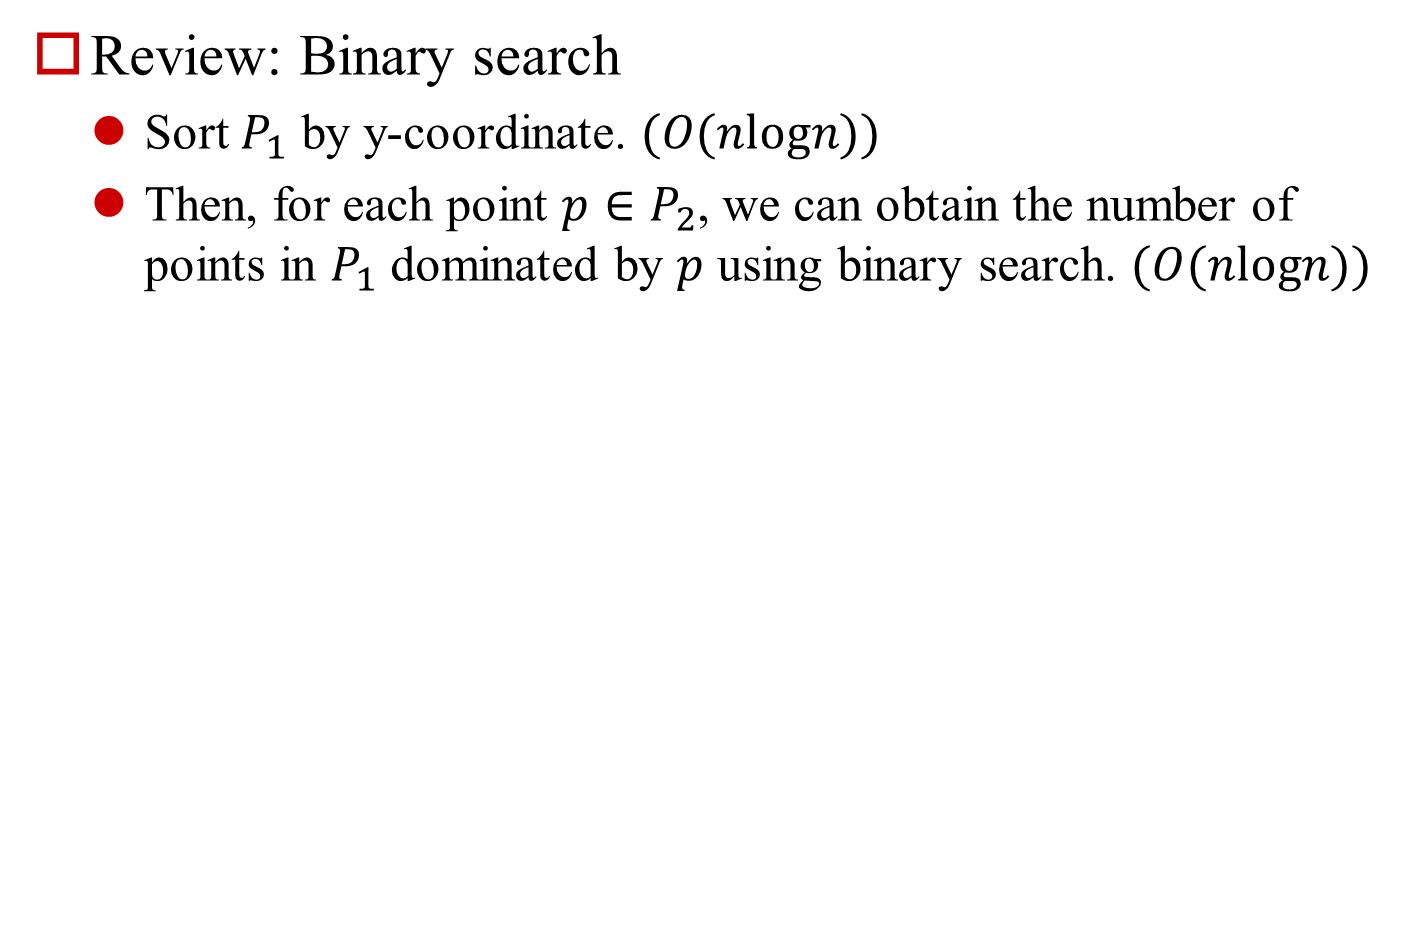 Review: Binary search
Sort P₁ by y-coordinate. (O(nlogn))
Then, for each point p ∈ P₂, we can obtain the number of
points in P₁ dominated by p using binary search. (O(nlogn))